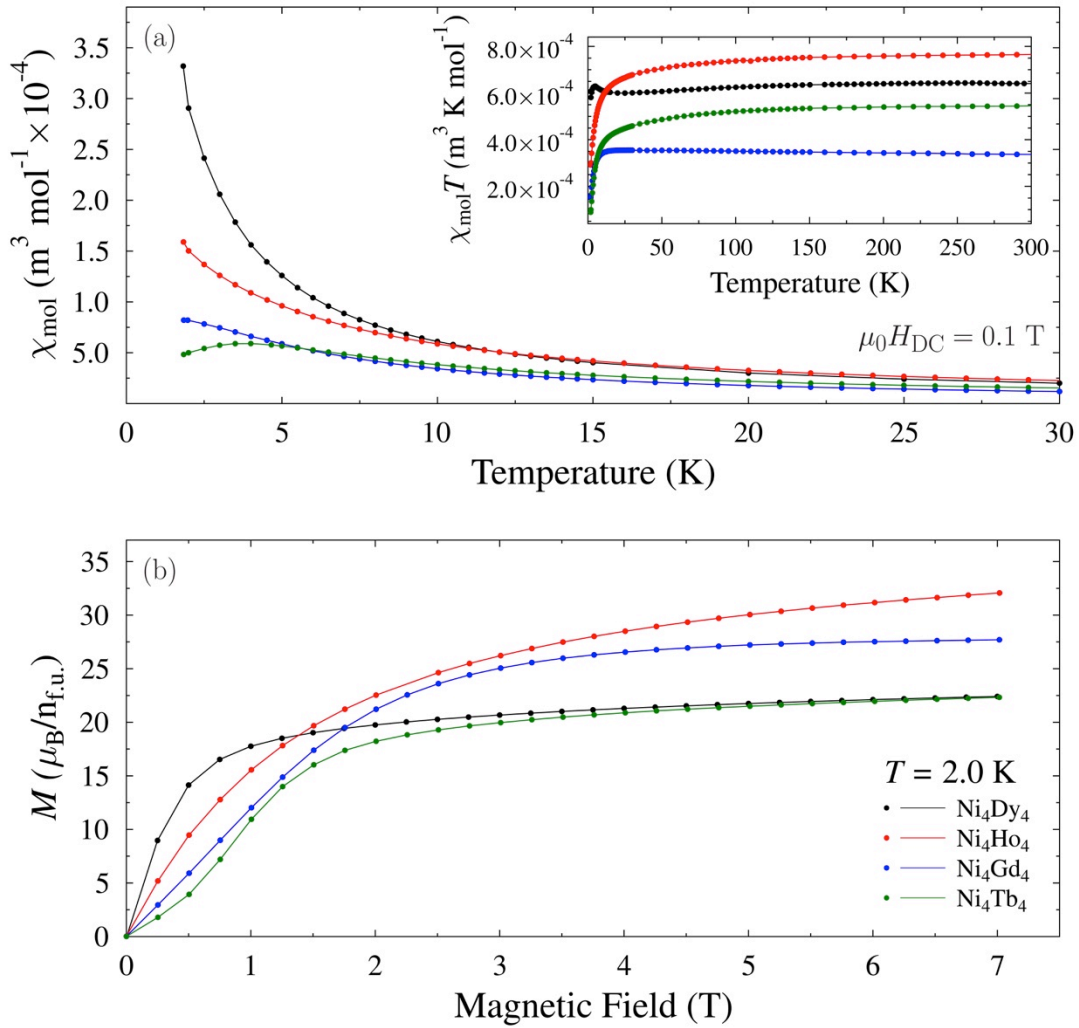 (a)
3.5
3.0
2.5
2.0
1.5
1.0
5.0
χmol (m³ mol⁻¹ ×10⁻⁴)
0 5 10 15 20 25 30
Temperature (K)
μ₀H_DC = 0.1 T
8.0×10⁻⁴
6.0×10⁻⁴
4.0×10⁻⁴
2.0×10⁻⁴
χmolT (m³ K mol⁻¹)
0 50 100 150 200 250 300
Temperature (K)
(b)
35
30
25
20
15
10
5
0
M (μB/nf.u.)
T = 2.0 K
Ni₄Dy₄
Ni₄Ho₄
Ni₄Gd₄
Ni₄Tb₄
0 1 2 3 4 5 6 7
Magnetic Field (T)